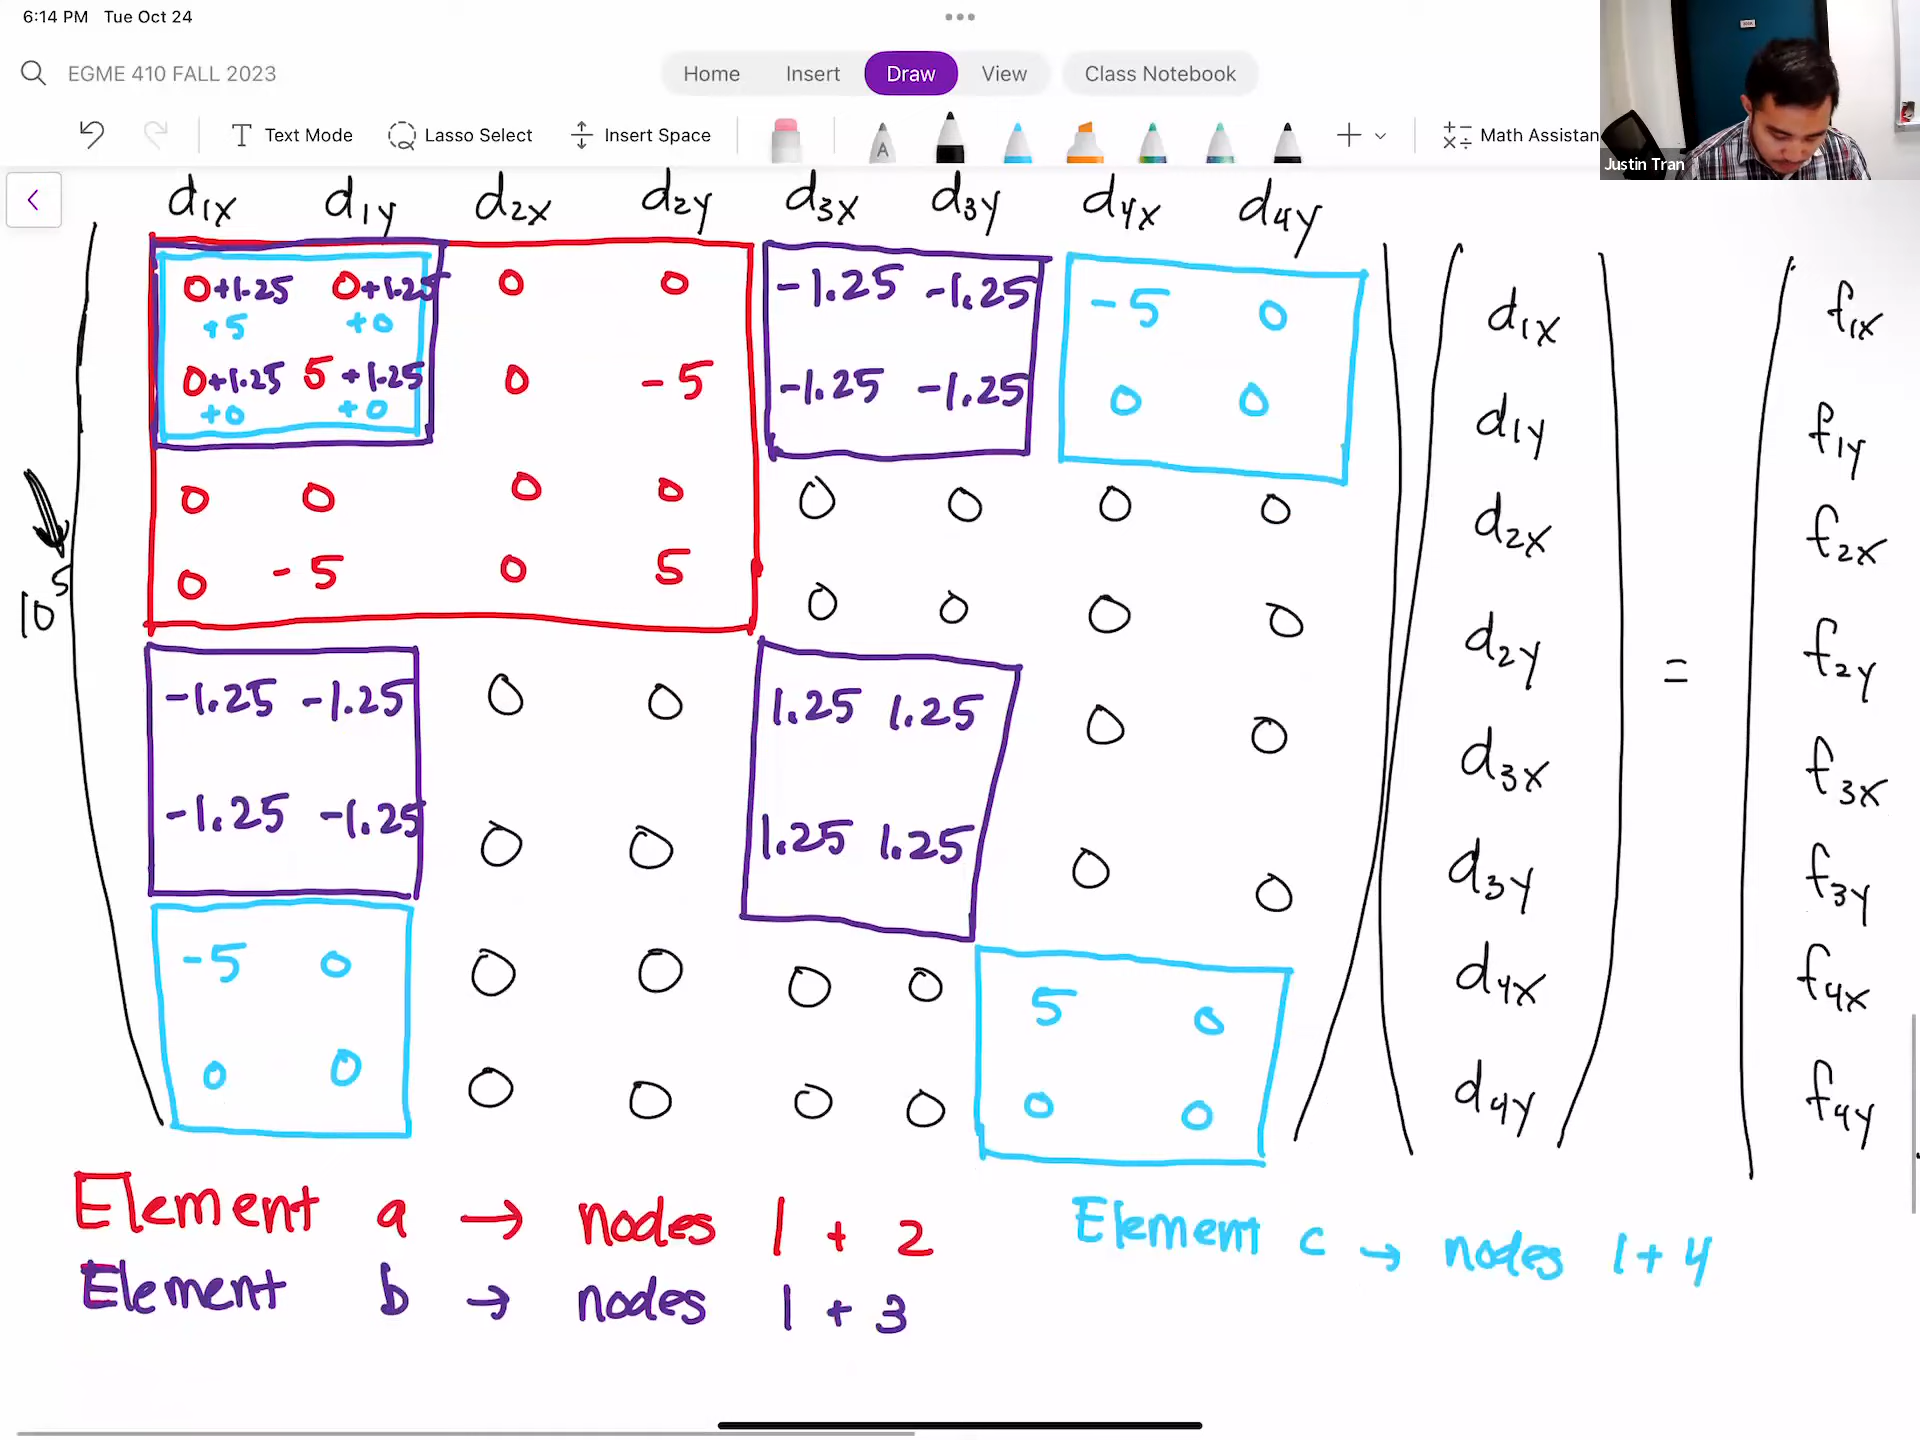 6:14 PM Tue Oct 24
EGME 410 FALL 2023
Home Insert Draw View Class Notebook
Text Mode Lasso Select Insert Space A Math Assistan
Justin Tran
d1x d1y d2x d2y d3x d3y d4x d4y
0+1.25 0+1.25 0 0 -1.25 -1.25 -5 0 d1x f1x
+5 +0
0+1.25 5+1.25 0 -5 -1.25 -1.25 0 0 d1y f1y
+0 +0
0 0 0 0 0 0 0 0 d2x f2x
0 -5 0 5 0 0 0 0 d2y f2y
10^5 =
-1.25 -1.25 0 0 1.25 1.25 0 0 d3x f3x
-1.25 -1.25 0 0 1.25 1.25 0 0 d3y f3y
-5 0 0 0 0 0 5 0 d4x f4x
0 0 0 0 0 0 0 0 d4y f4y
Element a → nodes 1 + 2
Element b → nodes 1 + 3
Element c → nodes 1 + 4